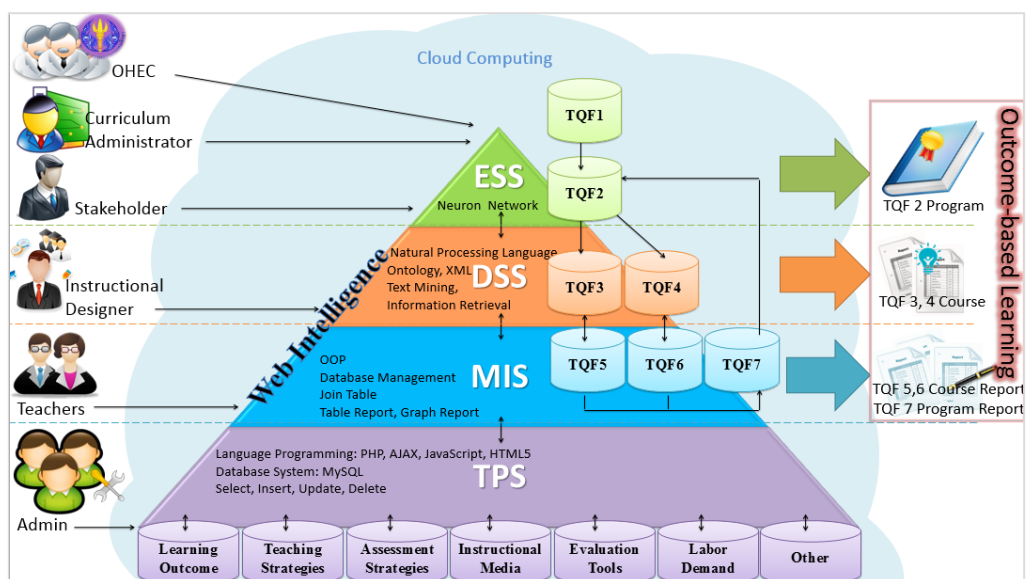 Cloud Computing
OHEC
Curriculum
Administrator
Stakeholder
Instructional
Designer
Teachers
Admin
Web Intelligence
ESS
Neuron Network
DSS
Natural Processing Language
Ontology, XML
Text Mining,
Information Retrieval
MIS
OOP
Database Management
Join Table
Table Report, Graph Report
TPS
Language Programming: PHP, AJAX, JavaScript, HTML5
Database System: MySQL
Select, Insert, Update, Delete
TQF1
TQF2
TQF3
TQF4
TQF5
TQF6
TQF7
Learning
Outcome
Teaching
Strategies
Assessment
Strategies
Instructional
Media
Evaluation
Tools
Labor
Demand
Other
TQF 2 Program
TQF 3, 4 Course
TQF 5,6 Course Report
TQF 7 Program Report
Outcome-based Learning